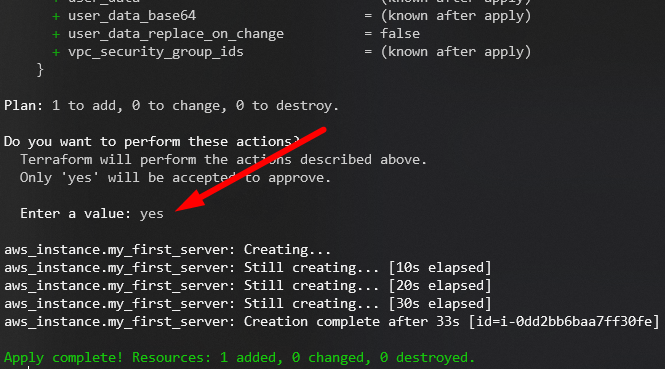 + user_data = (known after apply)
+ user_data_base64 = (known after apply)
+ user_data_replace_on_change = false
+ vpc_security_group_ids = (known after apply)
}
Plan: 1 to add, 0 to change, 0 to destroy.
Do you want to perform these actions?
Terraform will perform the actions described above.
Only 'yes' will be accepted to approve.
Enter a value: yes
aws_instance.my_first_server: Creating...
aws_instance.my_first_server: Still creating... [10s elapsed]
aws_instance.my_first_server: Still creating... [20s elapsed]
aws_instance.my_first_server: Still creating... [30s elapsed]
aws_instance.my_first_server: Creation complete after 33s [id=i-0dd2bb6baa7ff30fe]
Apply complete! Resources: 1 added, 0 changed, 0 destroyed.